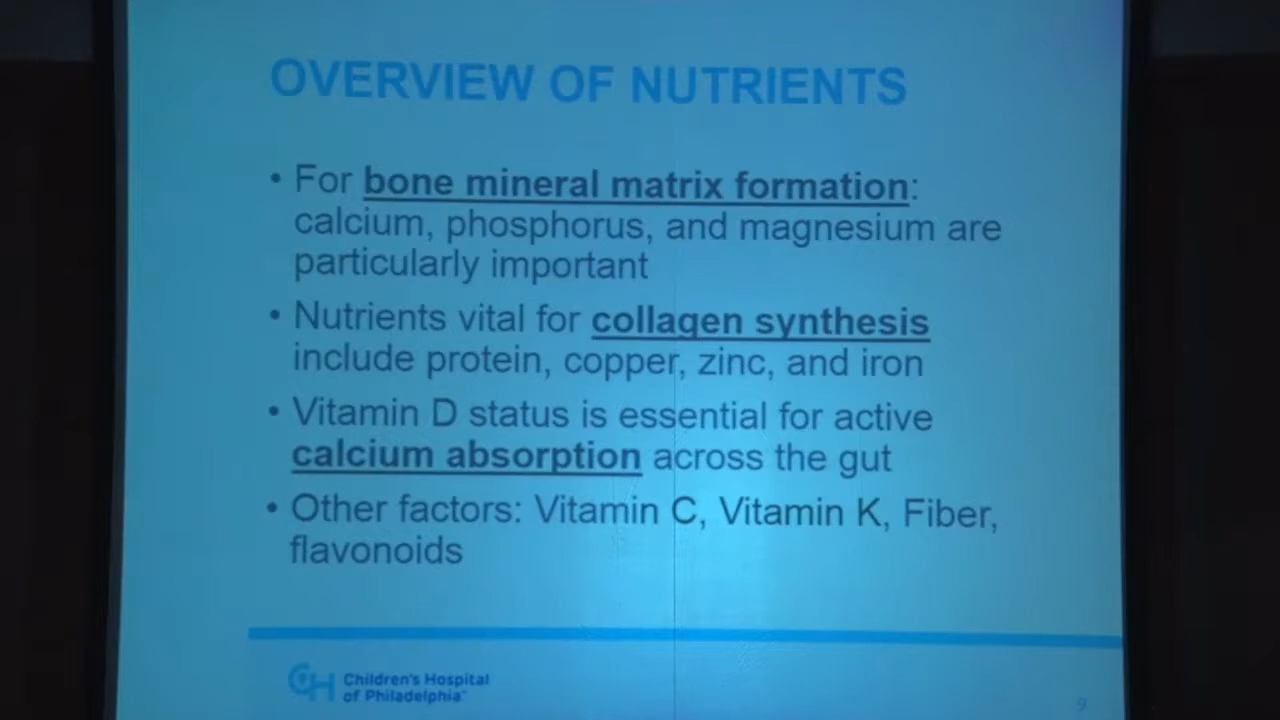 OVERVIEW OF NUTRIENTS
• For bone mineral matrix formation:
calcium, phosphorus, and magnesium are
particularly important
• Nutrients vital for collagen synthesis
include protein, copper, zinc, and iron
• Vitamin D status is essential for active
calcium absorption across the gut
• Other factors: Vitamin C, Vitamin K, Fiber,
flavonoids
CH Children's Hospital
of Philadelphia™
9